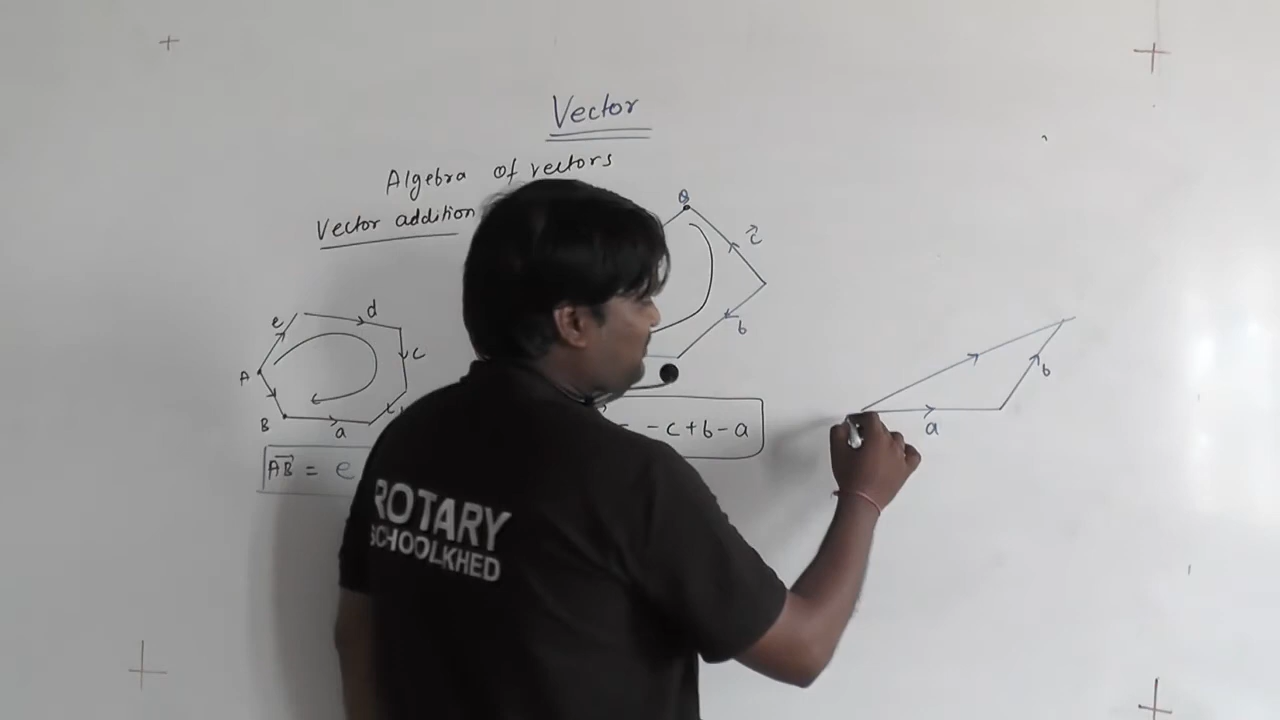 Vector
Algebra of vectors
Vector addition
Q
c
b
e
d
c
A
B
a
AB = e
-c+b-a
b
a
ROTARY
SCHOOLKHED